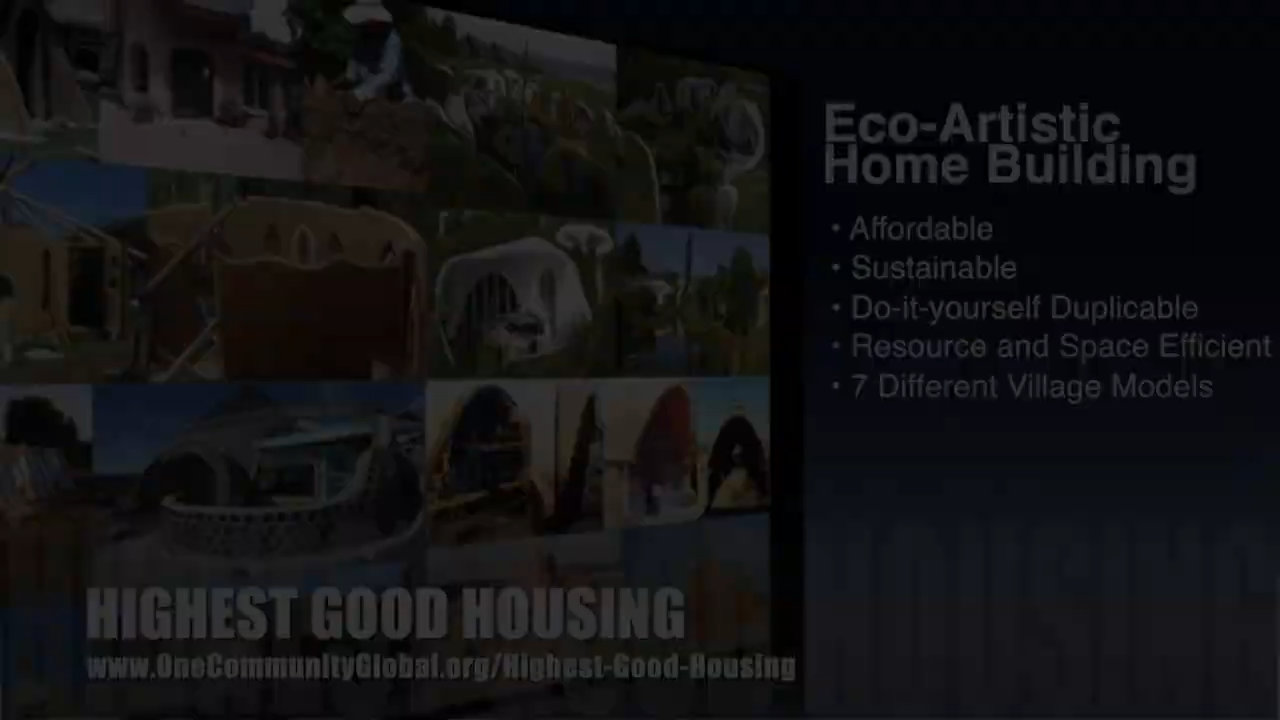 Eco-Artistic
Home Building
• Affordable
• Sustainable
• Do-it-yourself Duplicable
• Resource and Space Efficient
• 7 Different Village Models
HOUSING
HIGHEST GOOD HOUSING
www.OneCommunityGlobal.org/Highest-Good-Housing